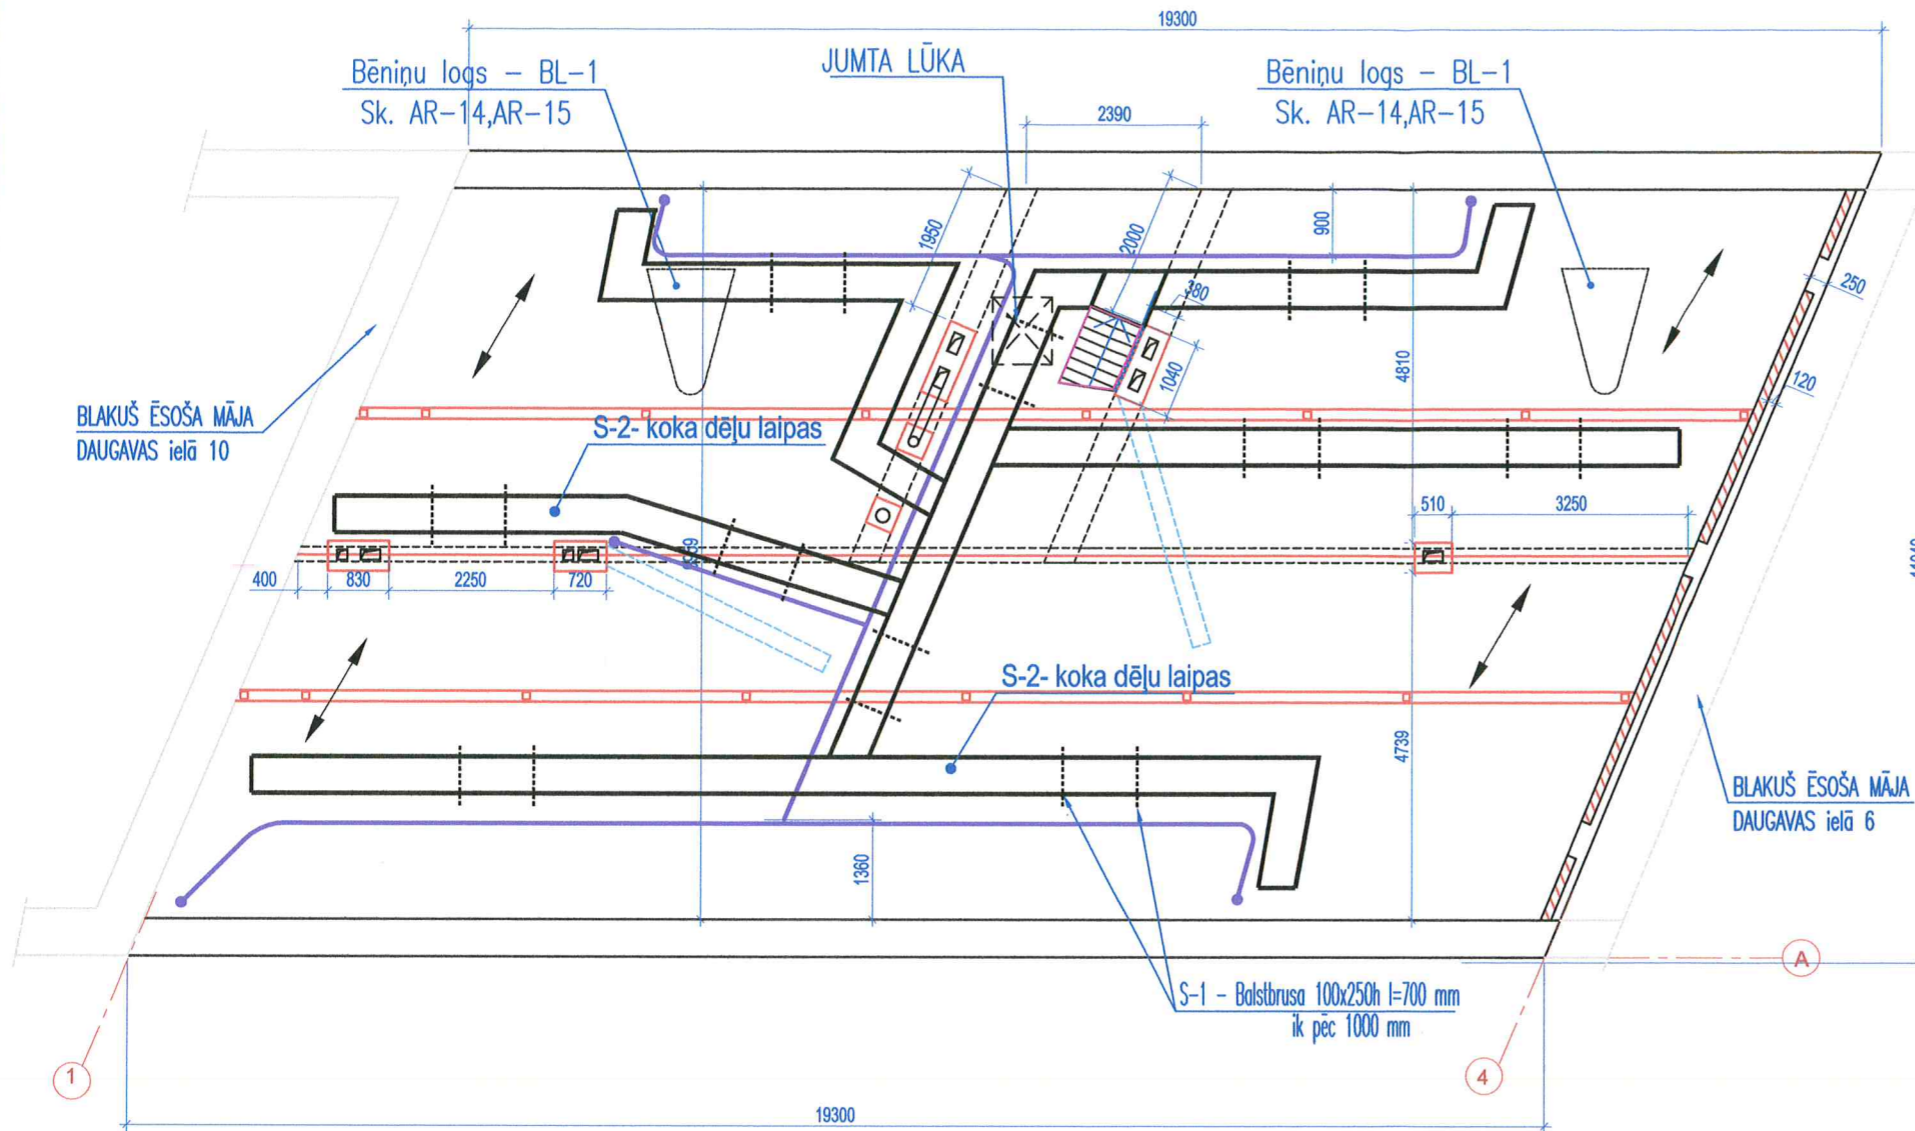 19300
Bēniņu logs - BL-1
Sk. AR-14,AR-15
JUMTA LŪKA
Bēniņu logs - BL-1
Sk. AR-14,AR-15
2390
1950
2000
900
380
250
1040
4810
120
BLAKUŠ ĒSOŠA MĀJA
DAUGAVAS ielā 10
S-2- koka dēļu laipas
510
3250
400
830
2250
720
S-2- koka dēļu laipas
4739
BLAKUŠ ĒSOŠA MĀJA
DAUGAVAS ielā 6
1360
A
S-1 - Balstbrusa 100x250h l=700 mm
ik pēc 1000 mm
1
4
19300